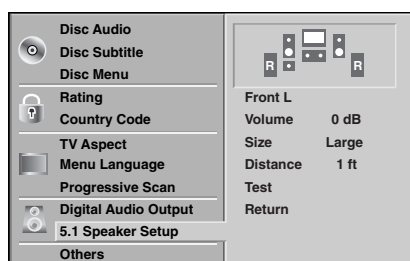 Disc Audio
Disc Subtitle
Disc Menu
Rating
Country Code
TV Aspect
Menu Language
Progressive Scan
Digital Audio Output
5.1 Speaker Setup
Others
R R
Front L
Volume 0 dB
Size Large
Distance 1 ft
Test
Return